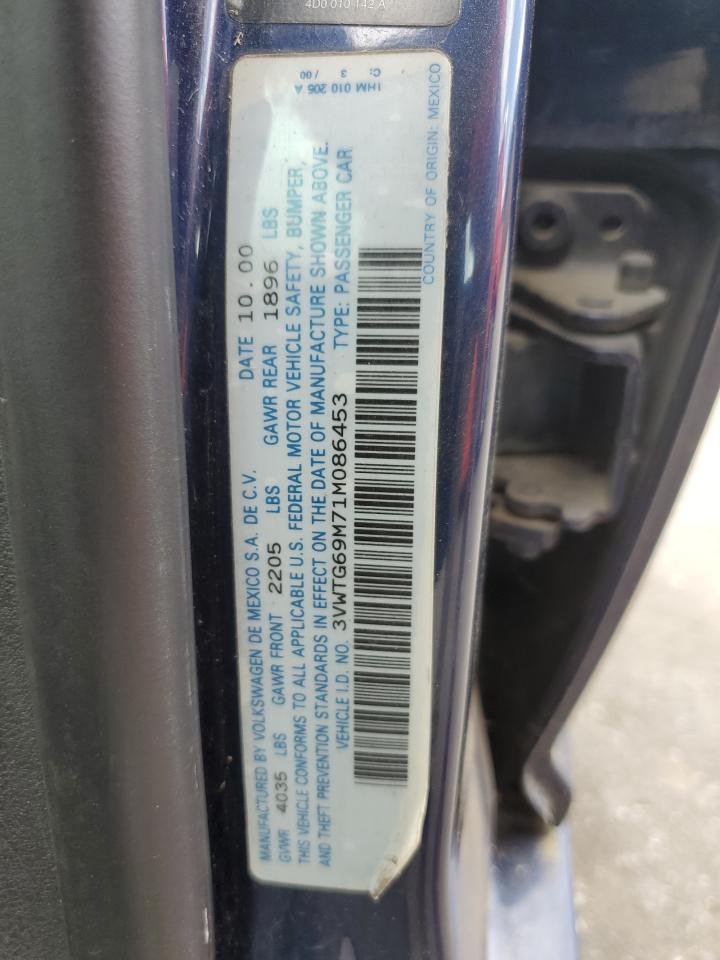 4D0 010 142 A
MANUFACTURED BY VOLKSWAGEN DE MEXICO S.A. DE C.V. DATE 10.00
GVWR 4035 LBS GAWR FRONT 2205 LBS GAWR REAR 1896 LBS
THIS VEHICLE CONFORMS TO ALL APPLICABLE U.S. FEDERAL MOTOR VEHICLE SAFETY, BUMPER,
AND THEFT PREVENTION STANDARDS IN EFFECT ON THE DATE OF MANUFACTURE SHOWN ABOVE.
VEHICLE I.D. NO. 3VWTG69M71M086453 TYPE: PASSENGER CAR
COUNTRY OF ORIGIN: MEXICO
1HM 010 205 A
C: 3 /00